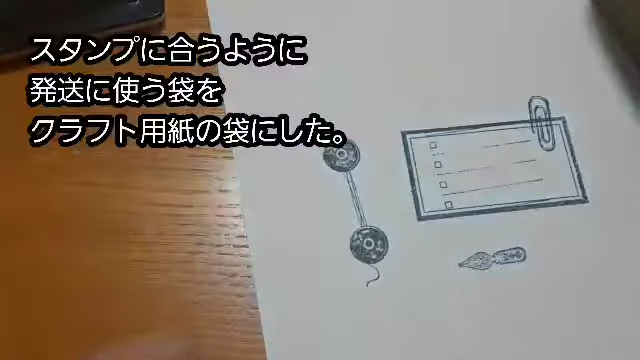 スタンプに合うように
発送に使う袋を
クラフト用紙の袋にした。